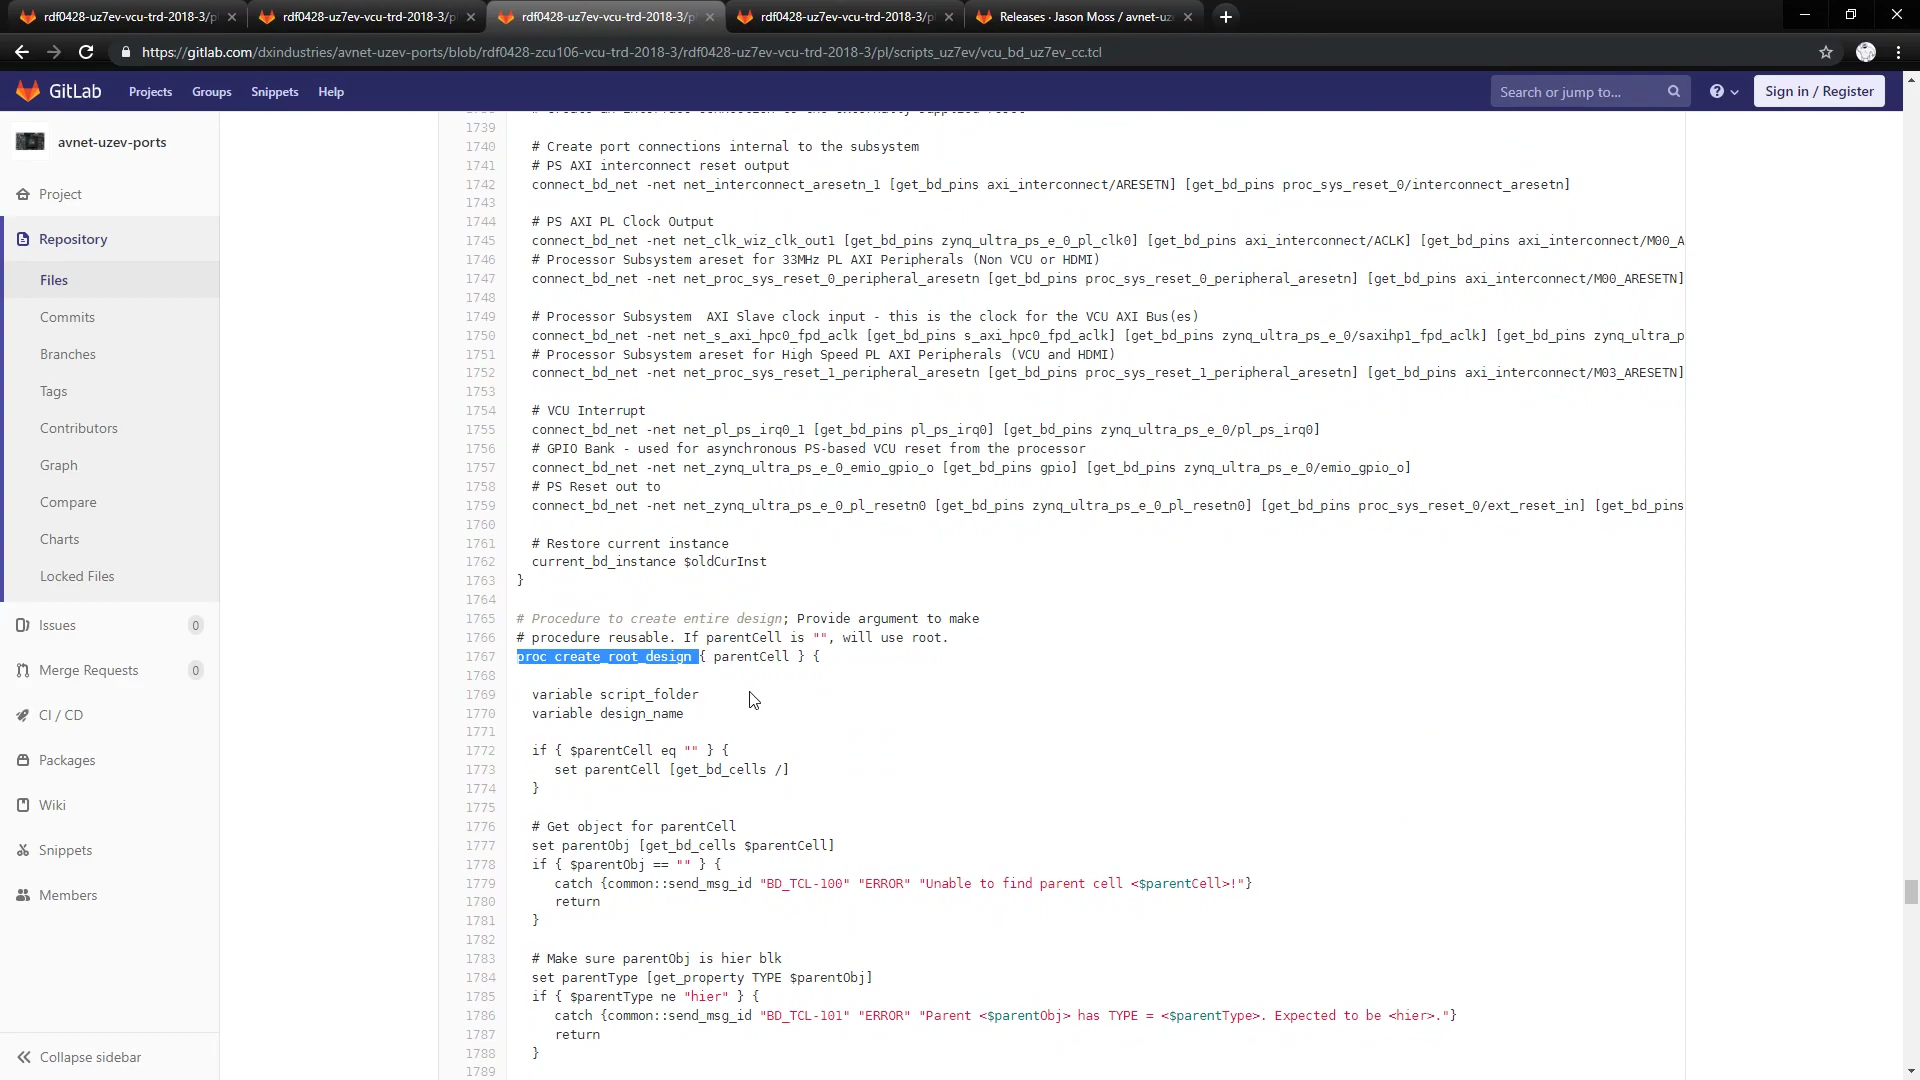 rdf0428-uz7ev-vcu-trd-2018-3/p
rdf0428-uz7ev-vcu-trd-2018-3/p
rdf0428-uz7ev-vcu-trd-2018-3/p
rdf0428-uz7ev-vcu-trd-2018-3/p
Releases · Jason Moss / avnet-uz
https://gitlab.com/dxindustries/avnet-uzev-ports/blob/rdf0428-zcu106-vcu-trd-2018-3/rdf0428-uz7ev-vcu-trd-2018-3/pl/scripts_uz7ev/vcu_bd_uz7ev_cc.tcl
GitLab Projects Groups Snippets Help Search or jump to... Sign in / Register
avnet-uzev-ports
Project
Repository
Files
Commits
Branches
Tags
Contributors
Graph
Compare
Charts
Locked Files
Issues 0
Merge Requests 0
CI / CD
Packages
Wiki
Snippets
Members
Collapse sidebar
1739
1740 # Create port connections internal to the subsystem
1741 # PS AXI interconnect reset output
1742 connect_bd_net -net net_interconnect_aresetn_1 [get_bd_pins axi_interconnect/ARESETN] [get_bd_pins proc_sys_reset_0/interconnect_aresetn]
1743
1744 # PS AXI PL Clock Output
1745 connect_bd_net -net net_clk_wiz_clk_out1 [get_bd_pins zynq_ultra_ps_e_0_pl_clk0] [get_bd_pins axi_interconnect/ACLK] [get_bd_pins axi_interconnect/M00_A
1746 # Processor Subsystem areset for 33MHz PL AXI Peripherals (Non VCU or HDMI)
1747 connect_bd_net -net net_proc_sys_reset_0_peripheral_aresetn [get_bd_pins proc_sys_reset_0_peripheral_aresetn] [get_bd_pins axi_interconnect/M00_ARESETN]
1748
1749 # Processor Subsystem  AXI Slave clock input - this is the clock for the VCU AXI Bus(es)
1750 connect_bd_net -net net_s_axi_hpc0_fpd_aclk [get_bd_pins s_axi_hpc0_fpd_aclk] [get_bd_pins zynq_ultra_ps_e_0/saxihp1_fpd_aclk] [get_bd_pins zynq_ultra_p
1751 # Processor Subsystem areset for High Speed PL AXI Peripherals (VCU and HDMI)
1752 connect_bd_net -net net_proc_sys_reset_1_peripheral_aresetn [get_bd_pins proc_sys_reset_1_peripheral_aresetn] [get_bd_pins axi_interconnect/M03_ARESETN]
1753
1754 # VCU Interrupt
1755 connect_bd_net -net net_pl_ps_irq0_1 [get_bd_pins pl_ps_irq0] [get_bd_pins zynq_ultra_ps_e_0/pl_ps_irq0]
1756 # GPIO Bank - used for asynchronous PS-based VCU reset from the processor
1757 connect_bd_net -net net_zynq_ultra_ps_e_0_emio_gpio_o [get_bd_pins gpio] [get_bd_pins zynq_ultra_ps_e_0/emio_gpio_o]
1758 # PS Reset out to
1759 connect_bd_net -net net_zynq_ultra_ps_e_0_pl_resetn0 [get_bd_pins zynq_ultra_ps_e_0_pl_resetn0] [get_bd_pins proc_sys_reset_0/ext_reset_in] [get_bd_pins
1760
1761 # Restore current instance
1762 current_bd_instance $oldCurInst
1763 }
1764
1765 # Procedure to create entire design; Provide argument to make
1766 # procedure reusable. If parentCell is "", will use root.
1767 proc create_root_design { parentCell } {
1768
1769 variable script_folder
1770 variable design_name
1771
1772 if { $parentCell eq "" } {
1773 set parentCell [get_bd_cells /]
1774 }
1775
1776 # Get object for parentCell
1777 set parentObj [get_bd_cells $parentCell]
1778 if { $parentObj == "" } {
1779 catch {common::send_msg_id "BD_TCL-100" "ERROR" "Unable to find parent cell <$parentCell>!"}
1780 return
1781 }
1782
1783 # Make sure parentObj is hier blk
1784 set parentType [get_property TYPE $parentObj]
1785 if { $parentType ne "hier" } {
1786 catch {common::send_msg_id "BD_TCL-101" "ERROR" "Parent <$parentObj> has TYPE = <$parentType>. Expected to be <hier>."}
1787 return
1788 }
1789